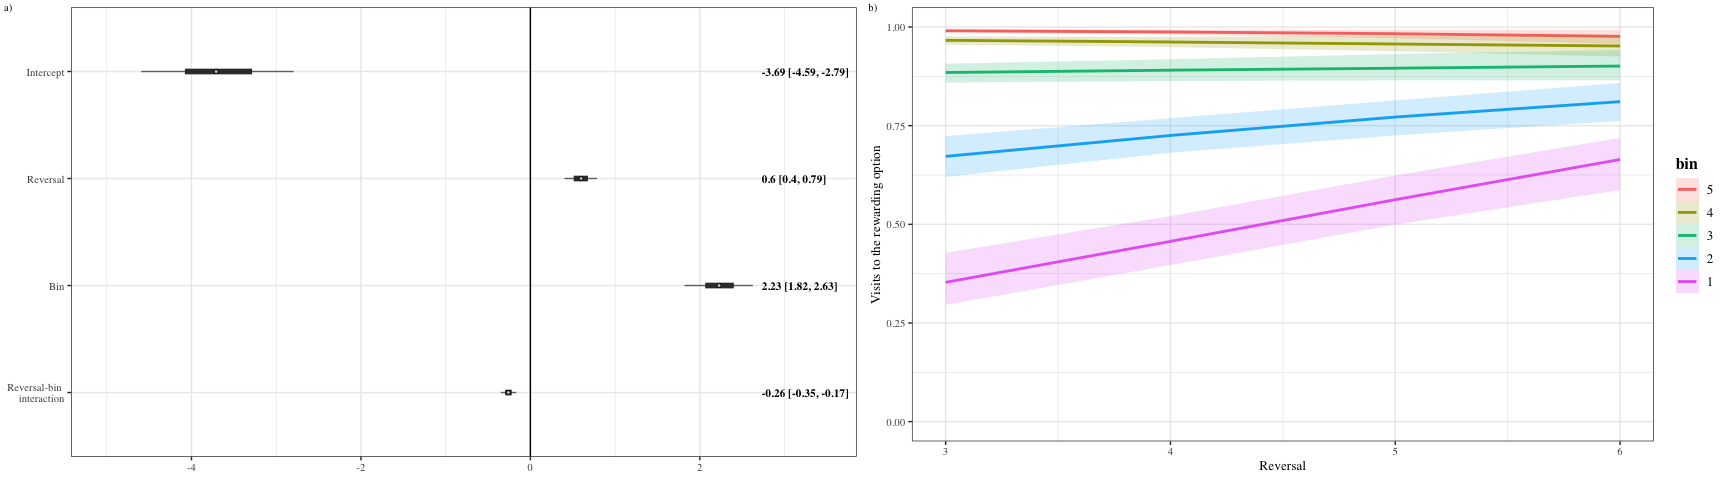 a)
Intercept
-3.69 [-4.59, -2.79]
Reversal
0.6 [0.4, 0.79]
Bin
2.23 [1.82, 2.63]
Reversal-bin
interaction
-0.26 [-0.35, -0.17]
-4
-2
0
2
b)
Visits to the rewarding option
1.00
0.75
0.50
0.25
0.00
3
4
5
6
Reversal
bin
5
4
3
2
1